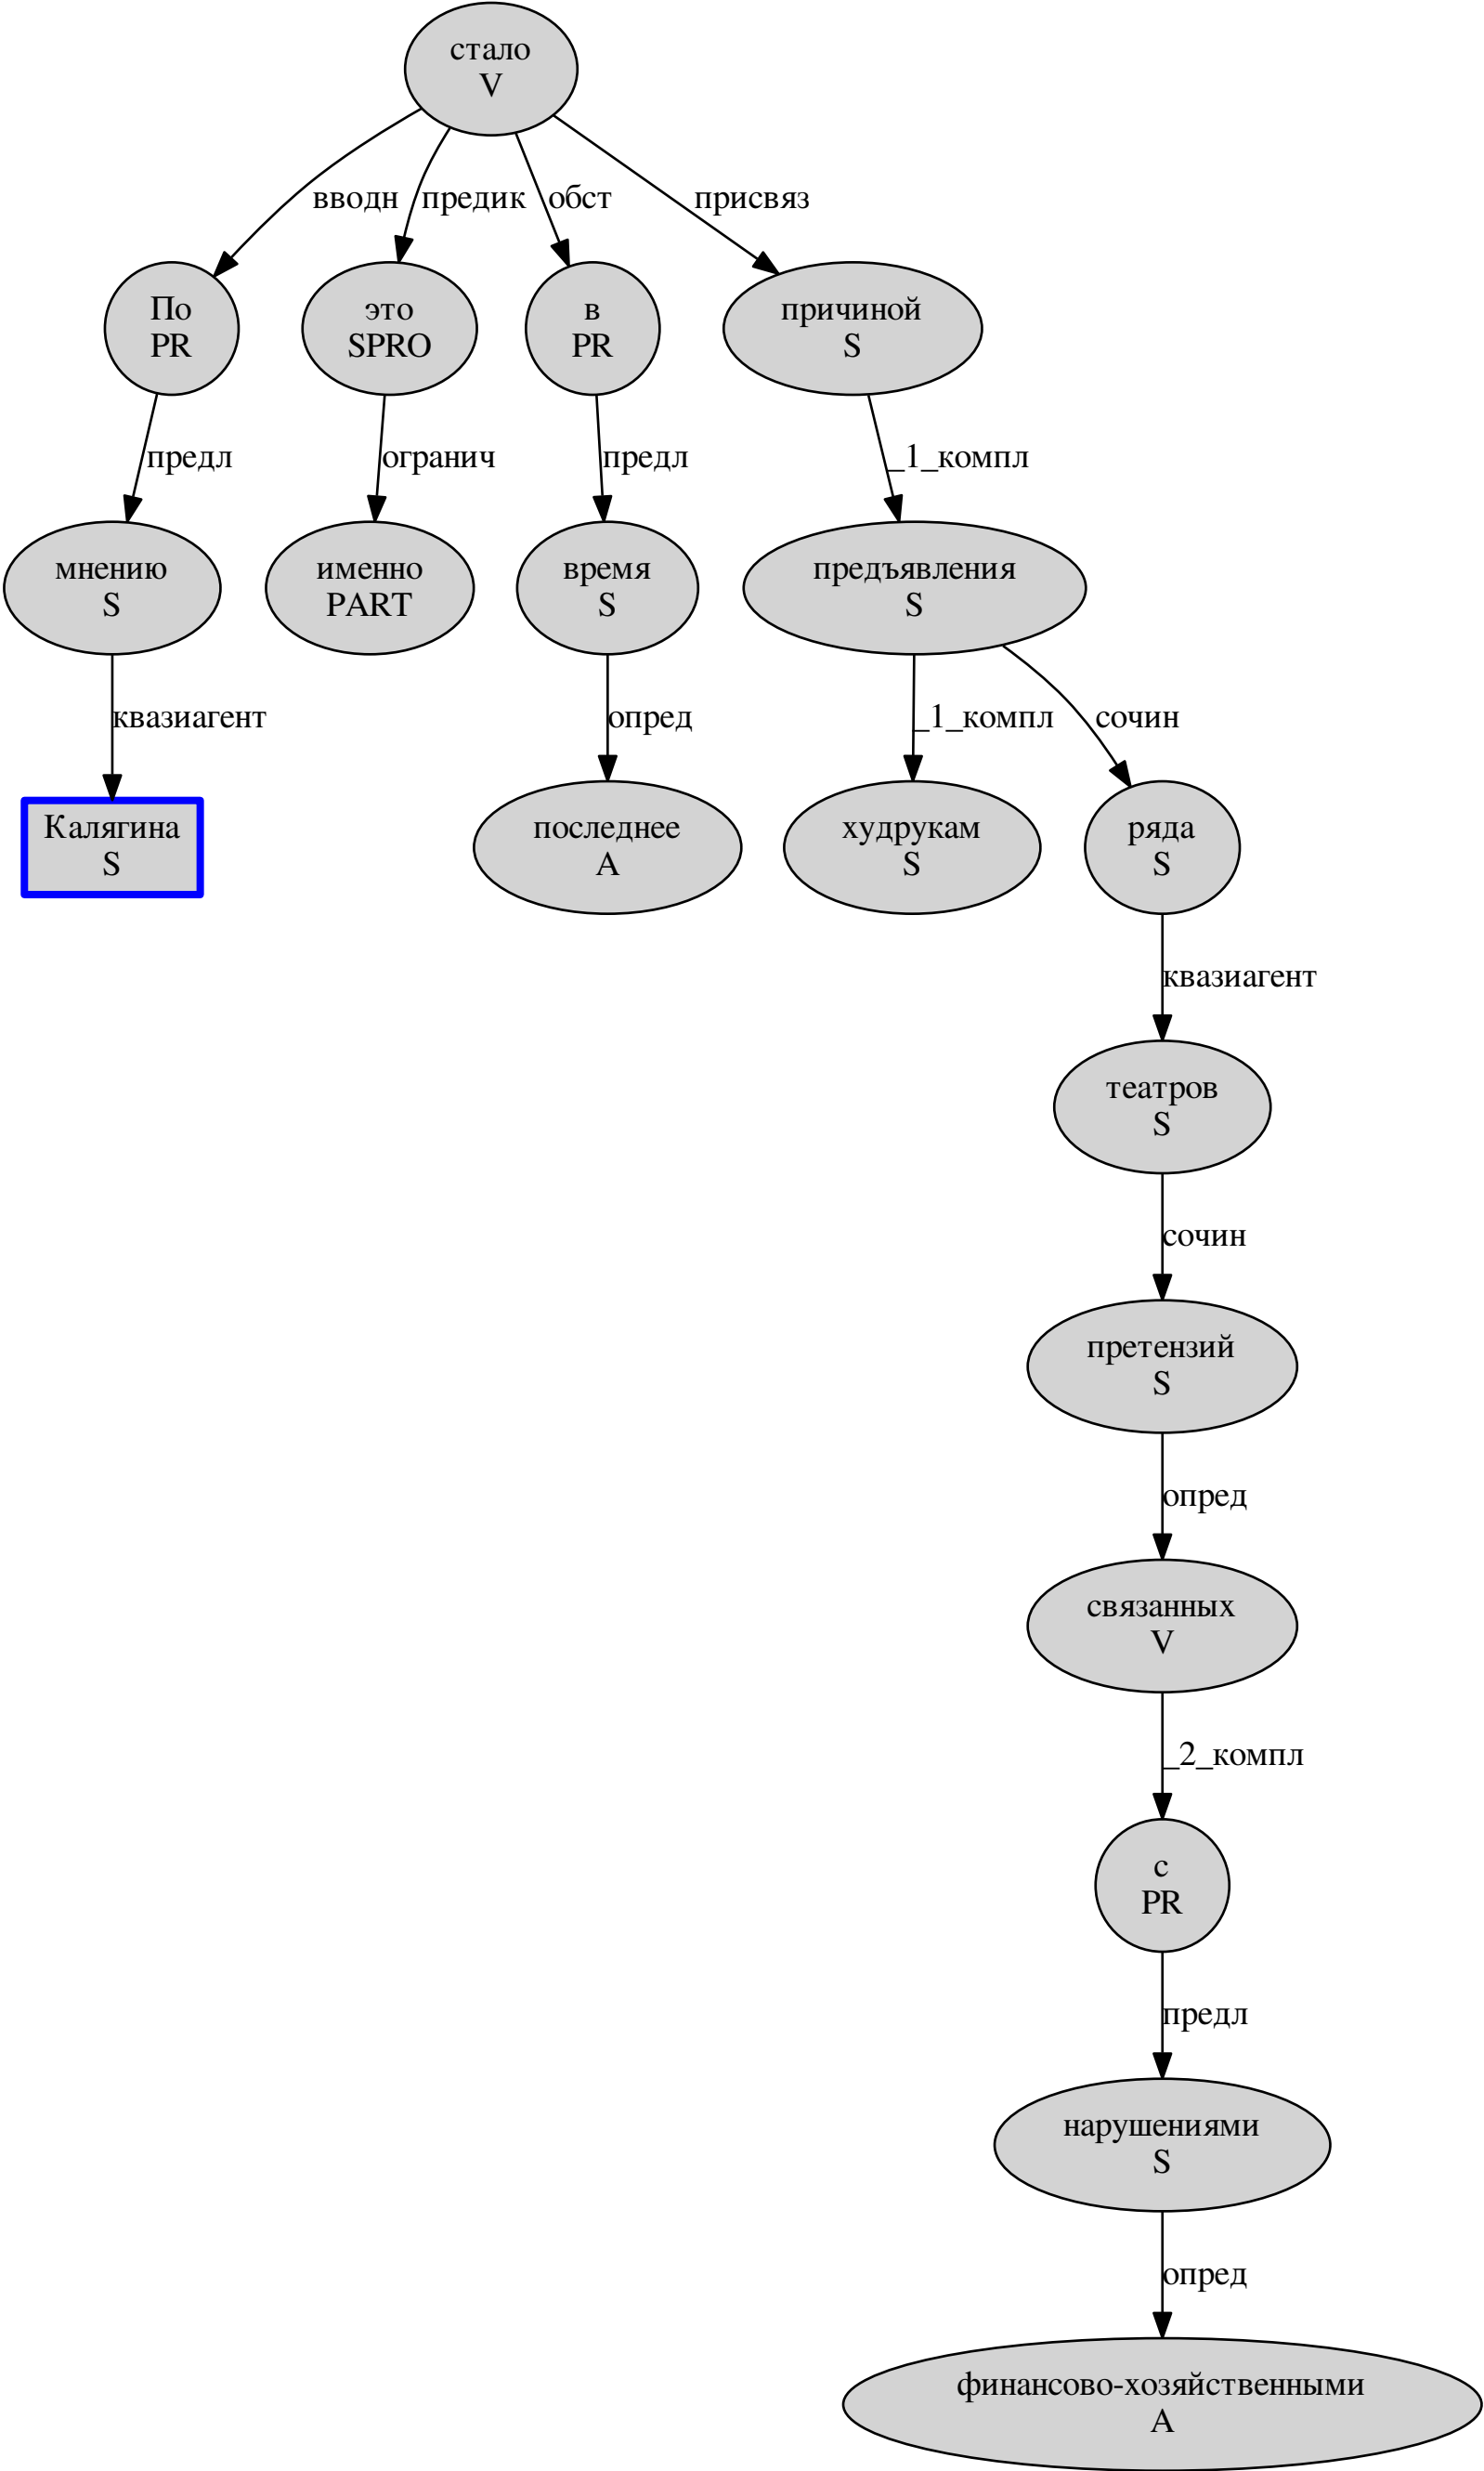 стало
V
вводн
предик
обст
присвяз
По
PR
это
SPRO
в
PR
причиной
S
предл
огранич
предл
_1_компл
мнению
S
именно
PART
время
S
предъявления
S
квазиагент
опред
_1_компл
сочин
Калягина
S
последнее
A
худрукам
S
ряда
S
квазиагент
театров
S
сочин
претензий
S
опред
связанных
V
_2_компл
с
PR
предл
нарушениями
S
опред
финансово-хозяйственными
A